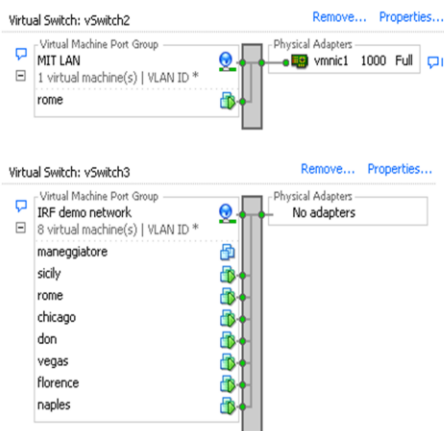 Virtual Switch: vSwitch2 Remove... Properties...
Virtual Machine Port Group Physical Adapters
MIT LAN vmnic1 1000 Full
1 virtual machine(s) | VLAN ID *
rome
Virtual Switch: vSwitch3 Remove... Properties...
Virtual Machine Port Group Physical Adapters
IRF demo network No adapters
8 virtual machine(s) | VLAN ID *
maneggiatore
sicily
rome
chicago
don
vegas
florence
naples